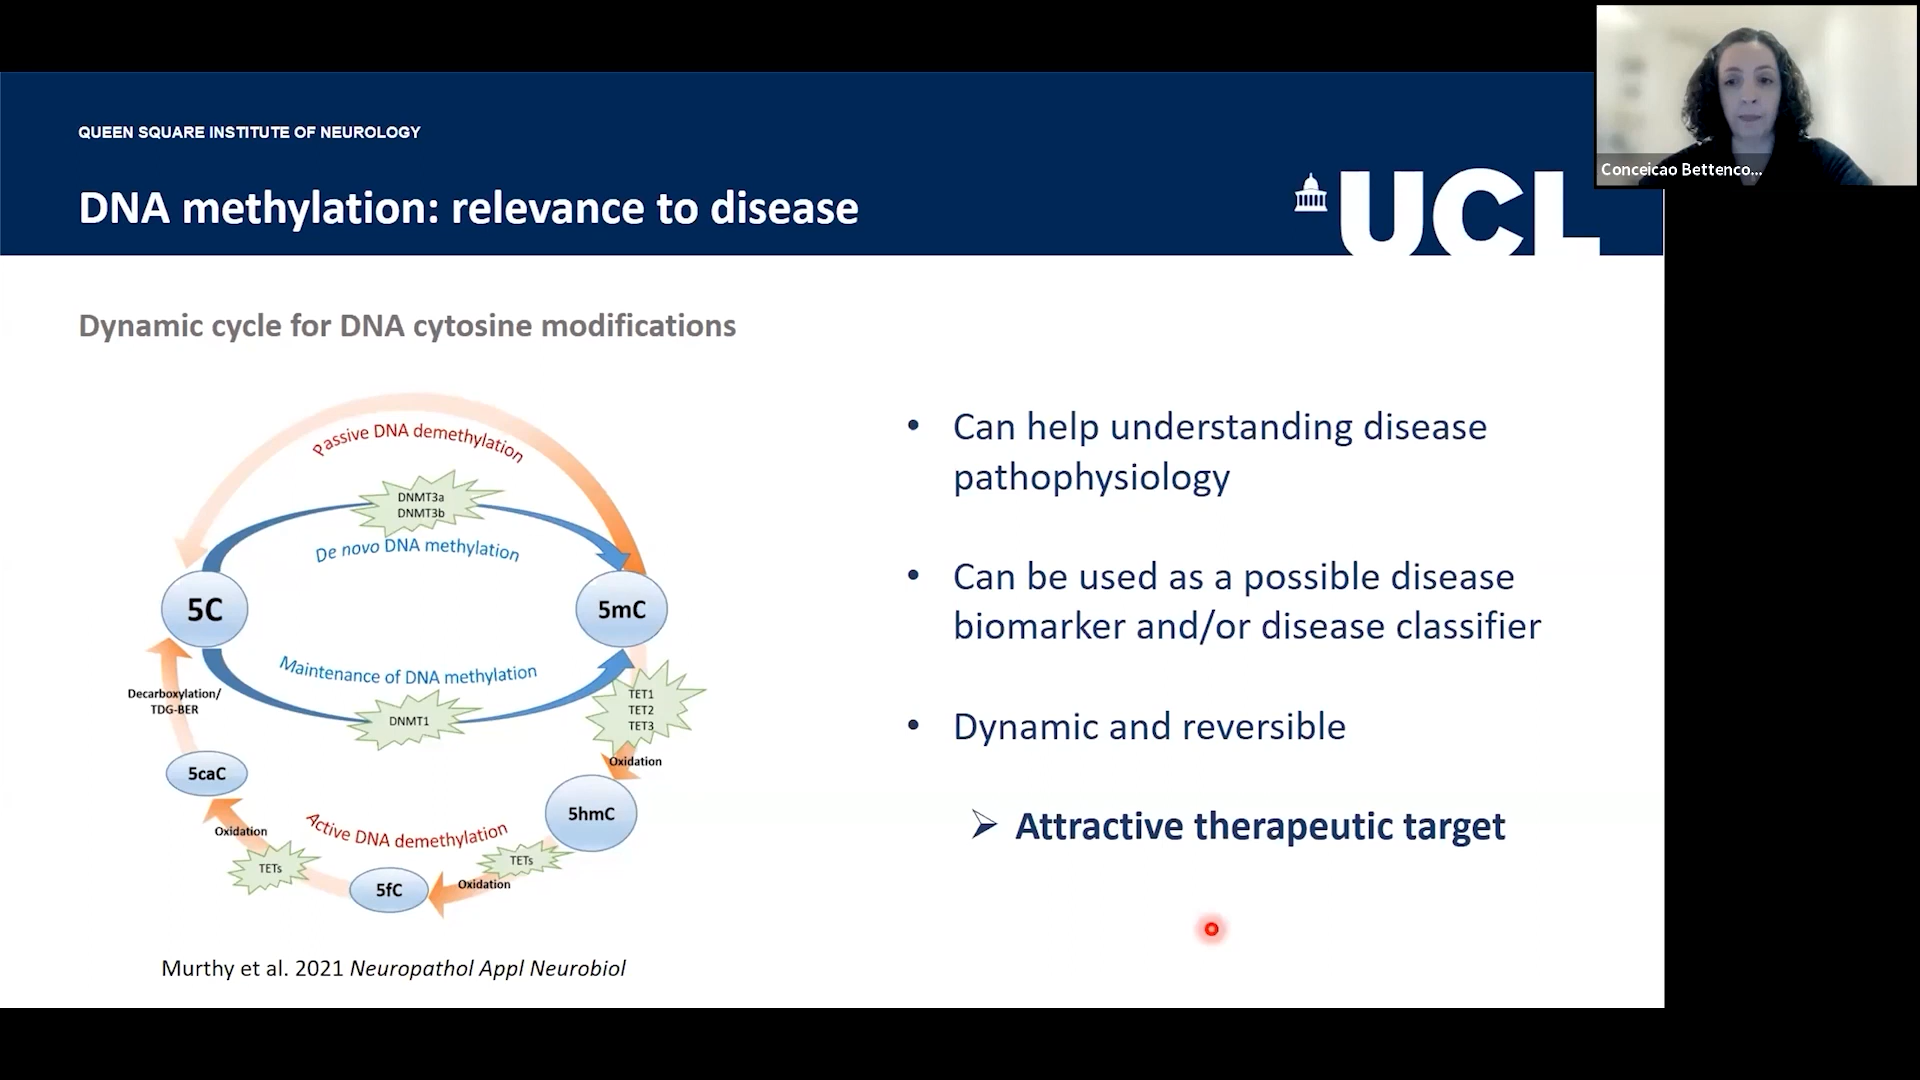 Conceicao Bettenco...
QUEEN SQUARE INSTITUTE OF NEUROLOGY
DNA methylation: relevance to disease
UCL
Dynamic cycle for DNA cytosine modifications
Passive DNA demethylation
DNMT3a
DNMT3b
De novo DNA methylation
5C
5mC
Maintenance of DNA methylation
DNMT1
TET1
TET2
TET3
Oxidation
Decarboxylation/
TDG-BER
5caC
5hmC
Oxidation
Active DNA demethylation
TETs
TETs
5fC
Oxidation
Murthy et al. 2021 Neuropathol Appl Neurobiol
• Can help understanding disease
pathophysiology
• Can be used as a possible disease
biomarker and/or disease classifier
• Dynamic and reversible
➢ Attractive therapeutic target